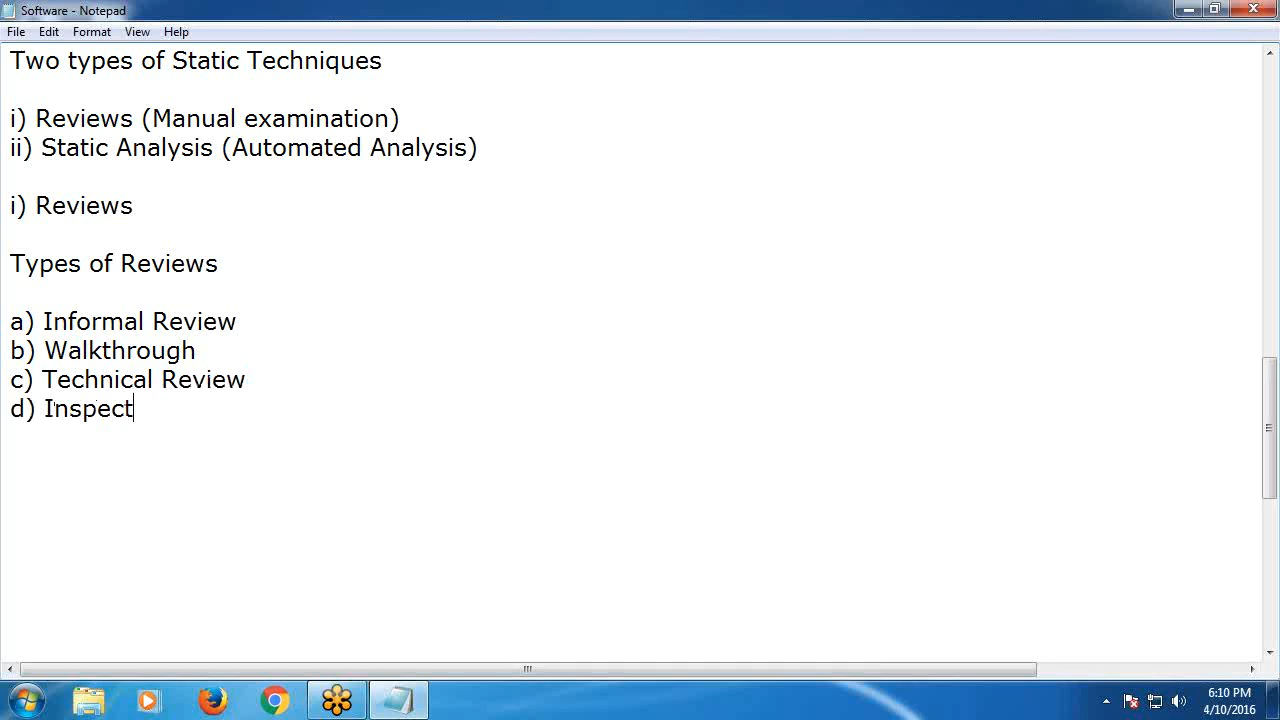 Software - Notepad
File Edit Format View Help
Two types of Static Techniques
i) Reviews (Manual examination)
ii) Static Analysis (Automated Analysis)
i) Reviews
Types of Reviews
a) Informal Review
b) Walkthrough
c) Technical Review
d) Inspect
6:10 PM
4/10/2016